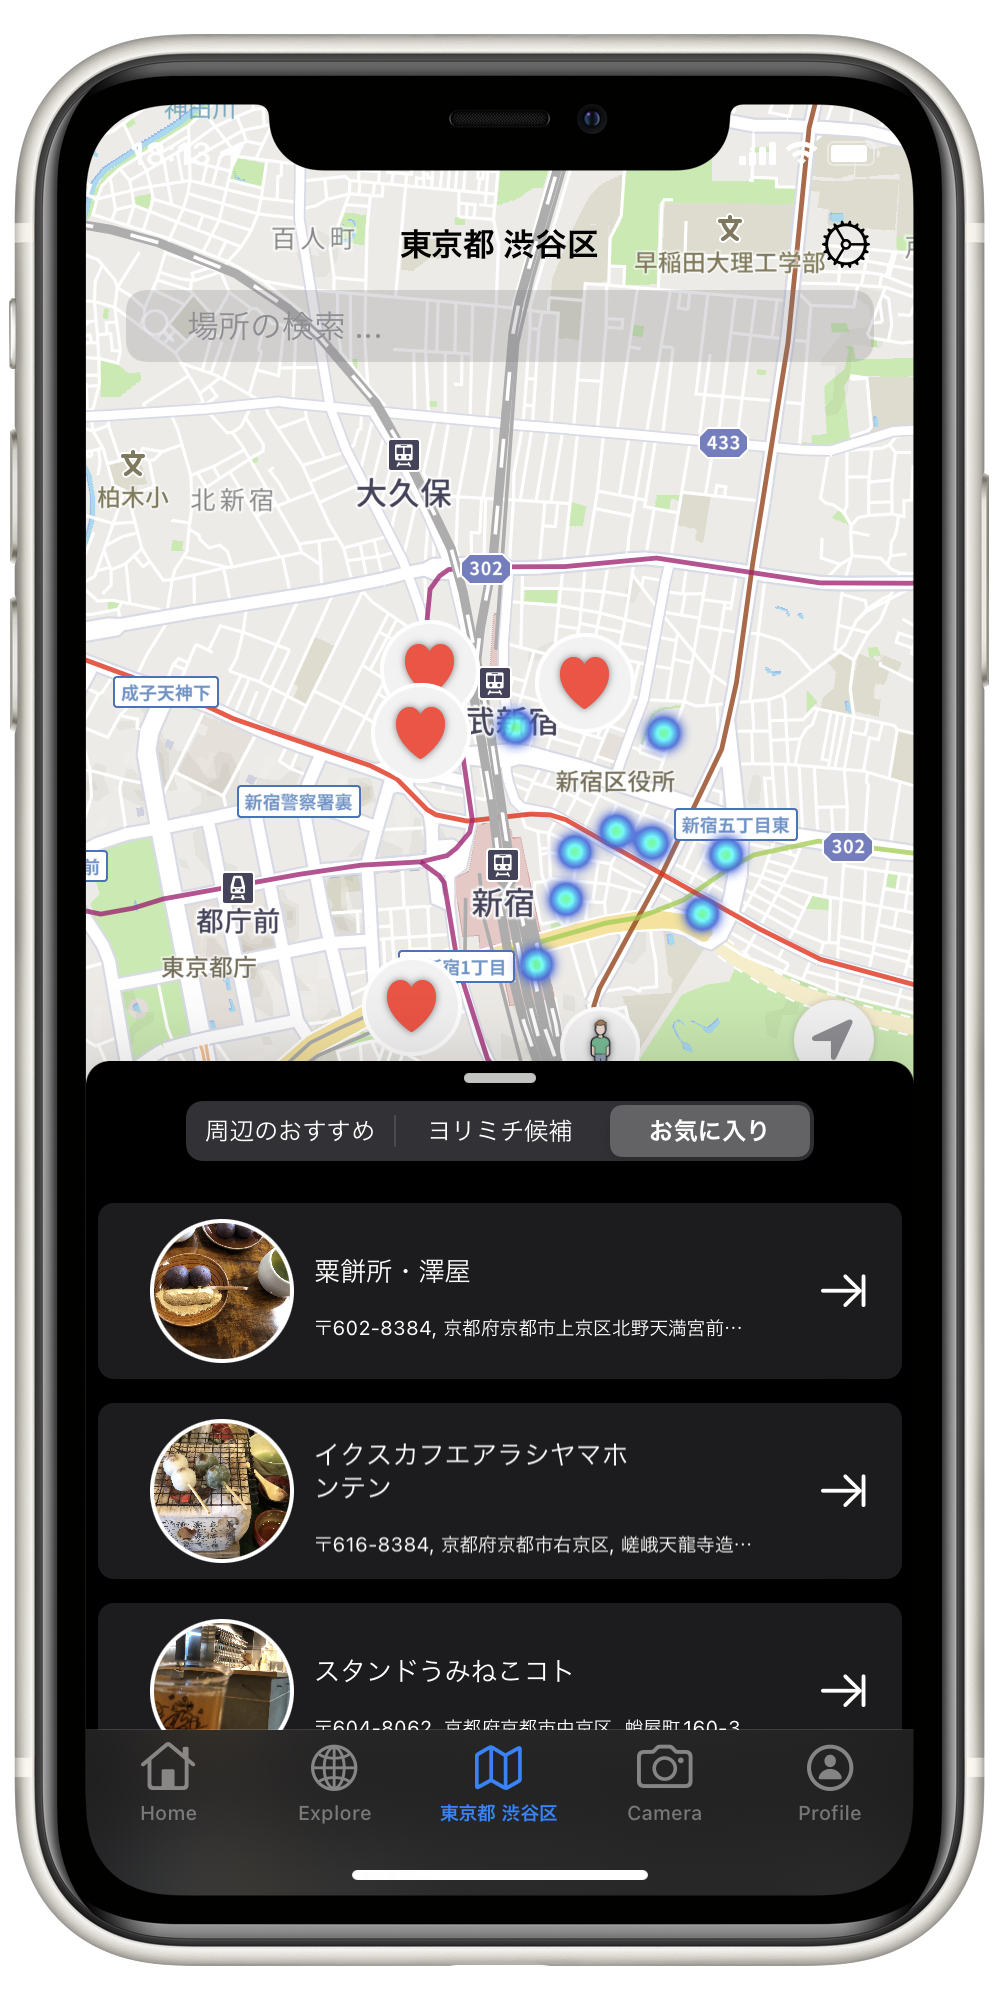 神田川
18:13
百人町
東京都 渋谷区
早稲田大理工学部
場所の検索 ...
433
柏木小
北新宿
大久保
302
成子天神下
西武新宿
新宿区役所
新宿警察署裏
新宿五丁目東
302
前
新宿
都庁前
東京都庁
宿1丁目
周辺のおすすめ
ヨリミチ候補
お気に入り
粟餅所・澤屋
〒602-8384, 京都府京都市上京区北野天満宮前…
イクスカフエアラシヤマホ
ンテン
〒616-8384, 京都府京都市右京区, 嵯峨天龍寺造…
スタンドうみねこコト
〒604-8062, 京都府京都市中京区, 蛸屋町160-3
Home
Explore
東京都 渋谷区
Camera
Profile